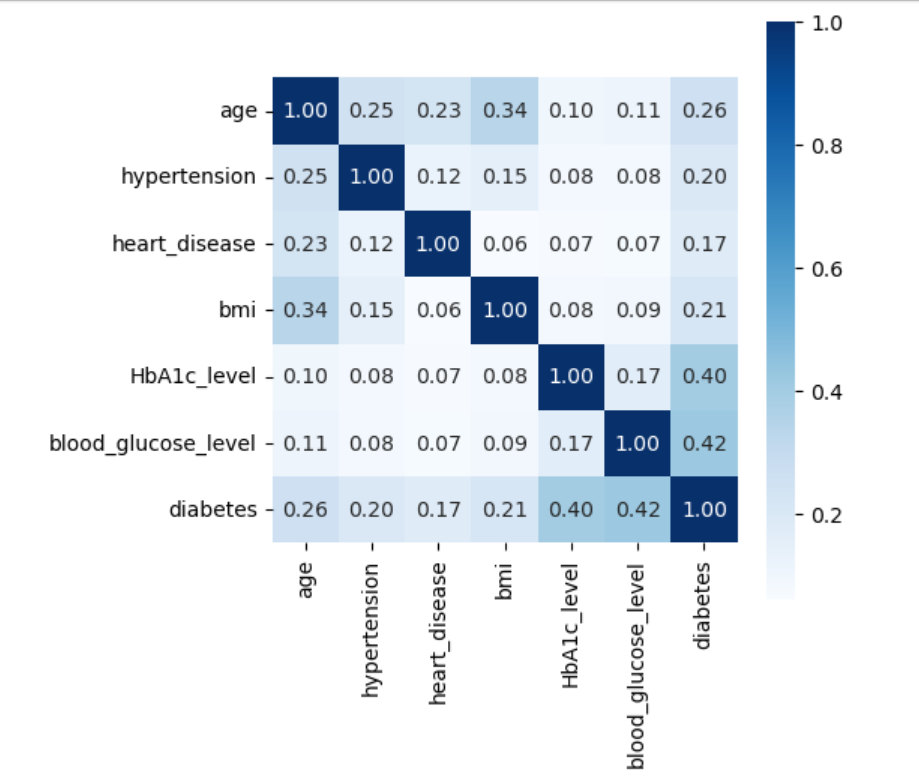 1.0
age 1.00 0.25 0.23 0.34 0.10 0.11 0.26
0.8
hypertension 0.25 1.00 0.12 0.15 0.08 0.08 0.20
heart_disease 0.23 0.12 1.00 0.06 0.07 0.07 0.17
0.6
bmi 0.34 0.15 0.06 1.00 0.08 0.09 0.21
HbA1c_level 0.10 0.08 0.07 0.08 1.00 0.17 0.40
0.4
blood_glucose_level 0.11 0.08 0.07 0.09 0.17 1.00 0.42
diabetes 0.26 0.20 0.17 0.21 0.40 0.42 1.00
0.2
age
hypertension
heart_disease
bmi
HbA1c_level
blood_glucose_level
diabetes